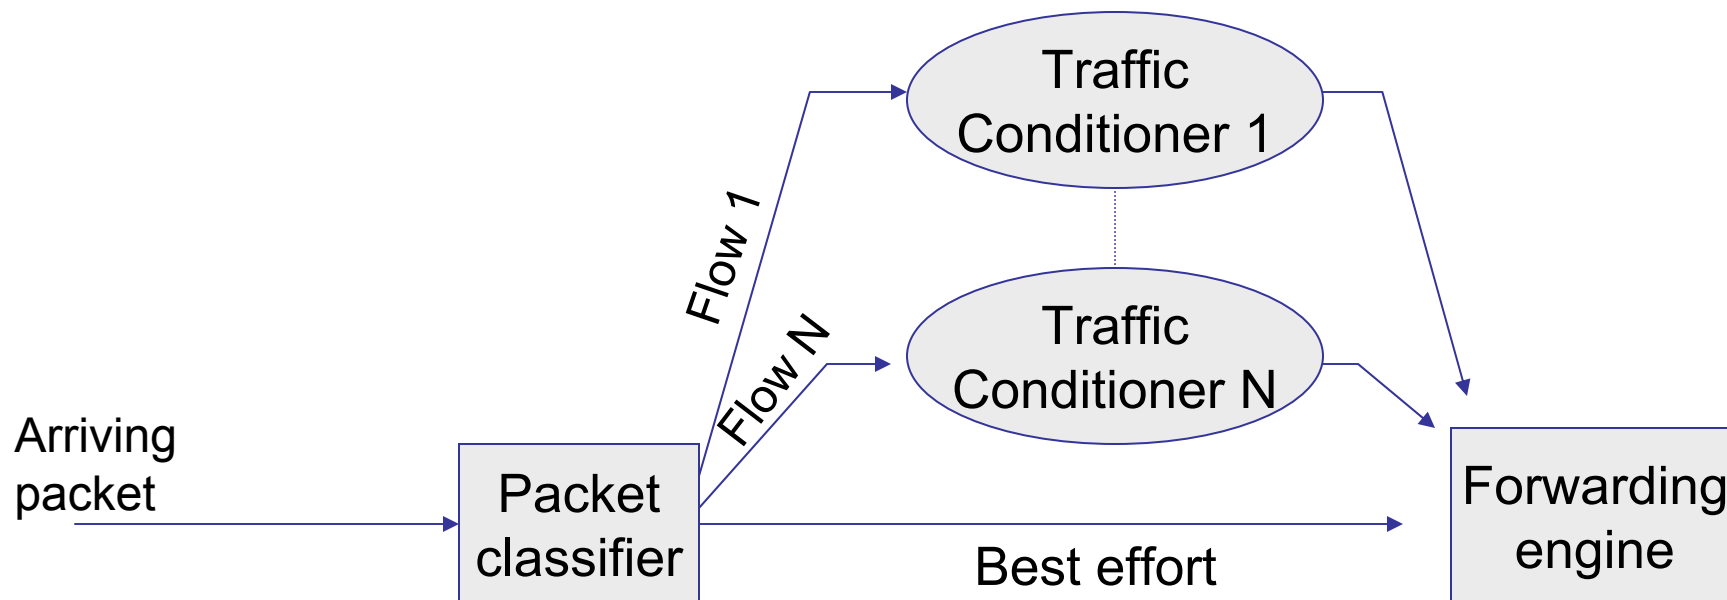 Traffic
Conditioner 1
Flow 1
Traffic
Conditioner N
Flow N
Arriving
packet
Packet
classifier
Best effort
Forwarding
engine